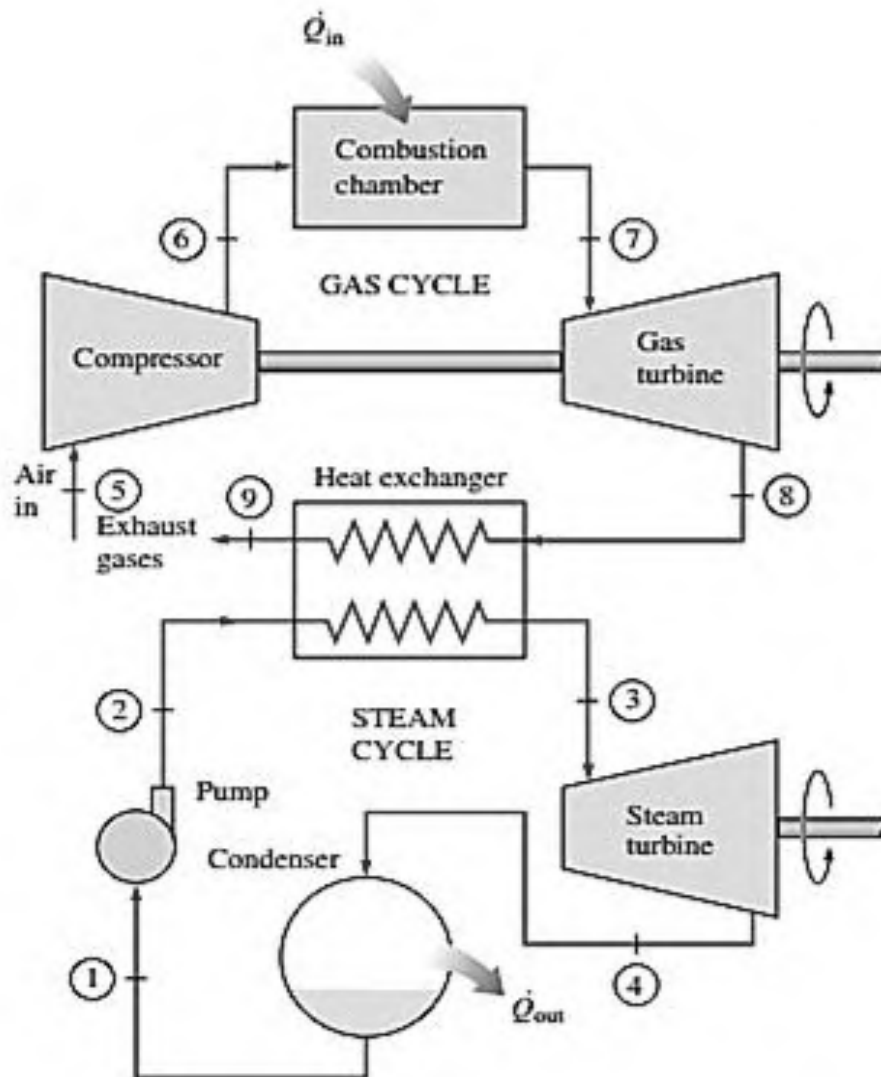 Q̇in
Combustion
chamber
6
7
GAS CYCLE
Compressor
Gas
turbine
Air
in
5
9
Heat exchanger
8
Exhaust
gases
2
3
STEAM
CYCLE
Pump
Steam
turbine
Condenser
1
4
Q̇out